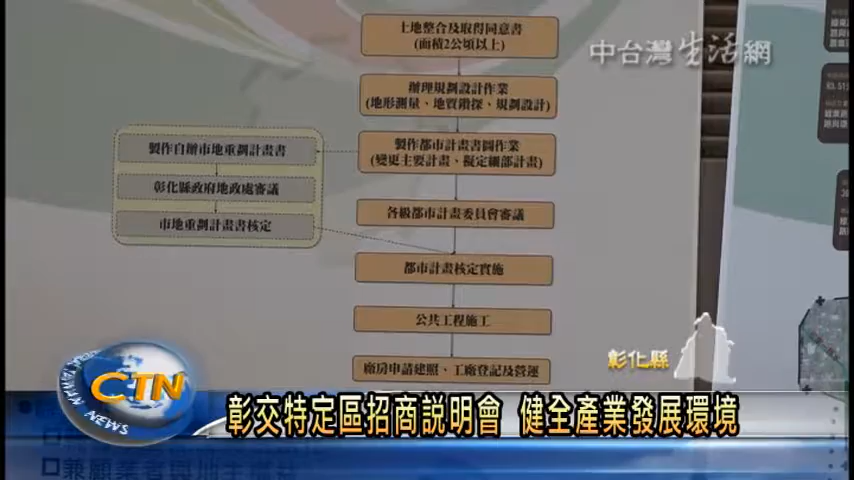 土地整合及取得同意書
(面積2公頃以上)
中台灣生活網
辦理規劃設計作業
(地形測量、地質鑽探、規劃設計)
製作都市計畫書圖作業
(變更主要計畫、擬定細部計畫)
製作自辦市地重劃計畫書
彰化縣政府地政處審議
市地重劃計畫書核定
各級都市計畫委員會審議
都市計畫核定實施
公共工程施工
廠房申請建照、工廠登記及營運
彰化縣
CTN
NEWS
彰交特定區招商説明會 健全產業發展環境